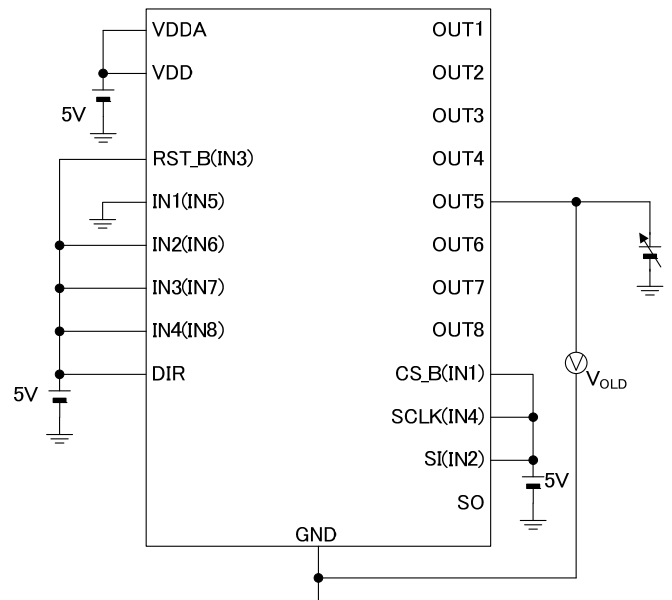 VDDA
OUT1
VDD
OUT2
5V
OUT3
RST_B(IN3)
OUT4
IN1(IN5)
OUT5
IN2(IN6)
OUT6
IN3(IN7)
OUT7
IN4(IN8)
OUT8
5V
DIR
CS_B(IN1)
V
VOLD
SCLK(IN4)
SI(IN2)
5V
SO
GND